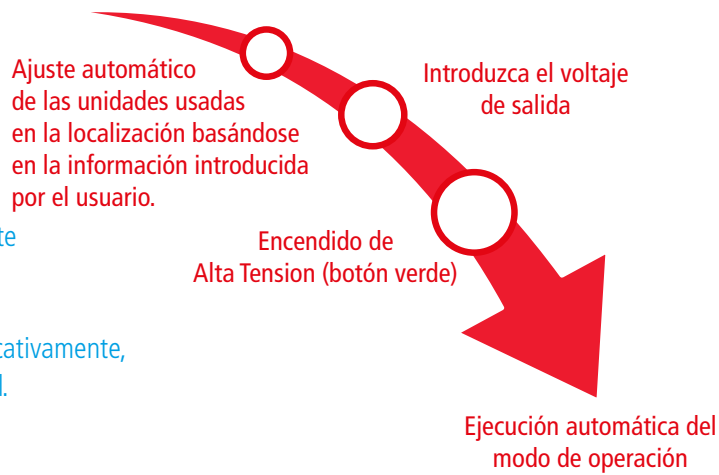 Ajuste automático
de las unidades usadas
en la localización basándose
en la información introducida
por el usuario.
Introduzca el voltaje
de salida
Encendido de
Alta Tension (botón verde)
Ejecución automática del
modo de operación